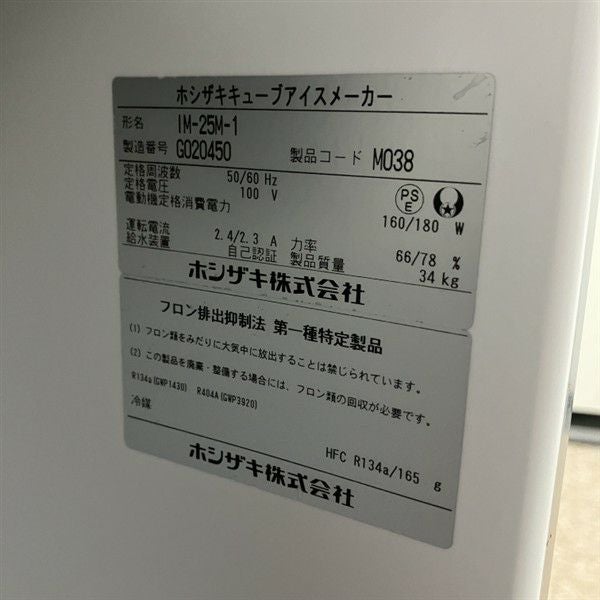 ホシザキキューブアイスメーカー
形名 IM-25M-1
製造番号 G020450 製品コード M038
定格周波数 50/60 Hz
定格電圧 100 V
PS E
電動機定格消費電力 160/180 W
運転電流 2.4/2.3 A 力率 66/78 %
給水装置 自己認証 製品質量 34 kg
ホシザキ株式会社
フロン排出抑制法 第一種特定製品
(1) フロン類をみだりに大気中に放出することは禁じられています。
(2) この製品を廃棄・整備する場合には、フロン類の回収が必要です。
R134a(GWP1430) R404A(GWP3920)
冷媒 HFC R134a/165 g
ホシザキ株式会社